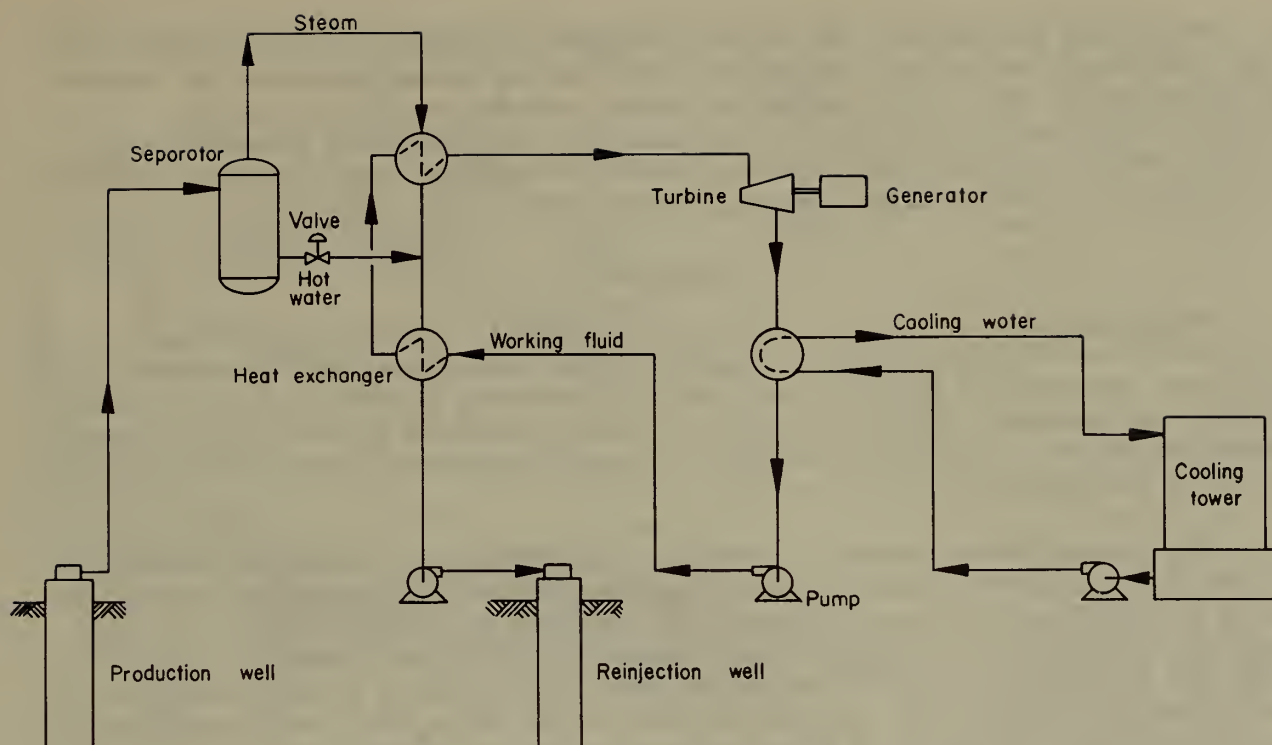 Steom
Seporotor
Valve
Hot
water
Turbine
Generator
Cooling woter
Working fluid
Heat exchanger
Cooling
tower
Pump
Production well
Reinjection well